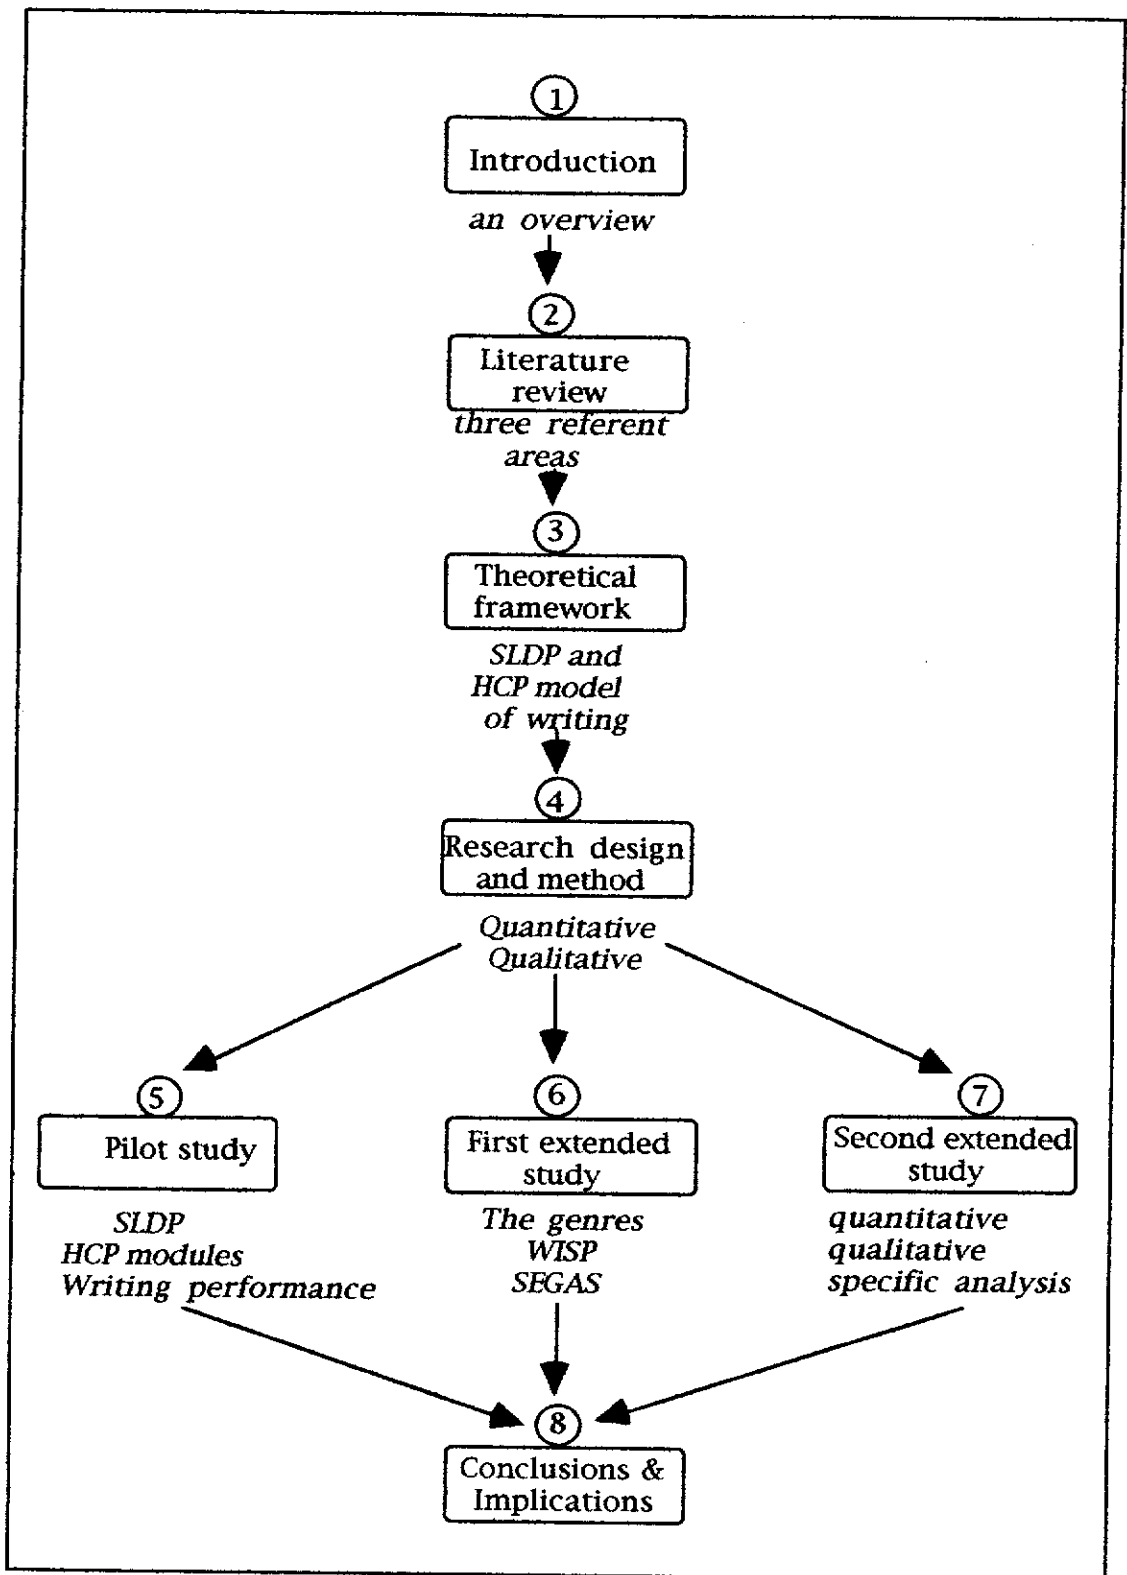 1
Introduction
an overview
2
Literature
review
three referent
areas
3
Theoretical
framework
SLDP and
HCP model
of writing
4
Research design
and method
Quantitative
Qualitative
5
Pilot study
SLDP
HCP modules
Writing performance
6
First extended
study
The genres
WISP
SEGAS
7
Second extended
study
quantitative
qualitative
specific analysis
8
Conclusions &
Implications